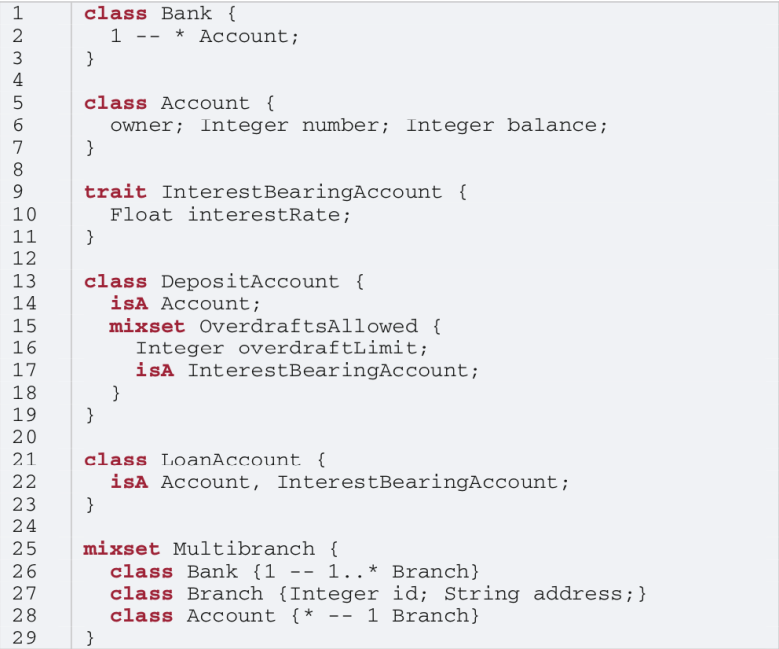 1 class Bank {
2 1 -- * Account;
3 }
4
5 class Account {
6 owner; Integer number; Integer balance;
7 }
8
9 trait InterestBearingAccount {
10 Float interestRate;
11 }
12
13 class DepositAccount {
14 isA Account;
15 mixset OverdraftsAllowed {
16 Integer overdraftLimit;
17 isA InterestBearingAccount;
18 }
19 }
20
21 class LoanAccount {
22 isA Account, InterestBearingAccount;
23 }
24
25 mixset Multibranch {
26 class Bank {1 -- 1..* Branch}
27 class Branch {Integer id; String address;}
28 class Account {* -- 1 Branch}
29 }